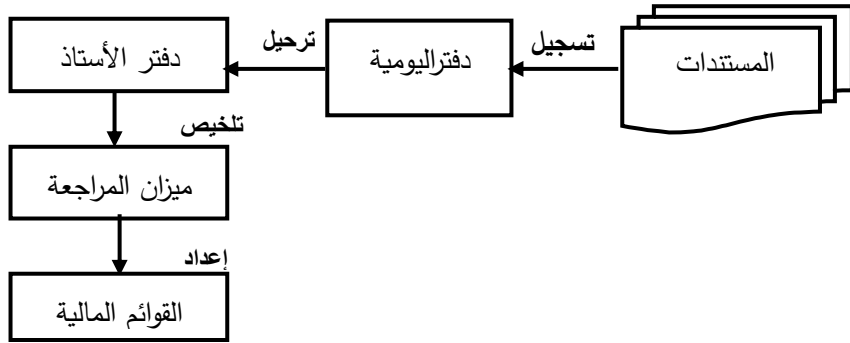 المستندات
تسجيل
دفتراليومية
ترحيل
دفتر الأستاذ
تلخيص
ميزان المراجعة
إعداد
القوائم المالية